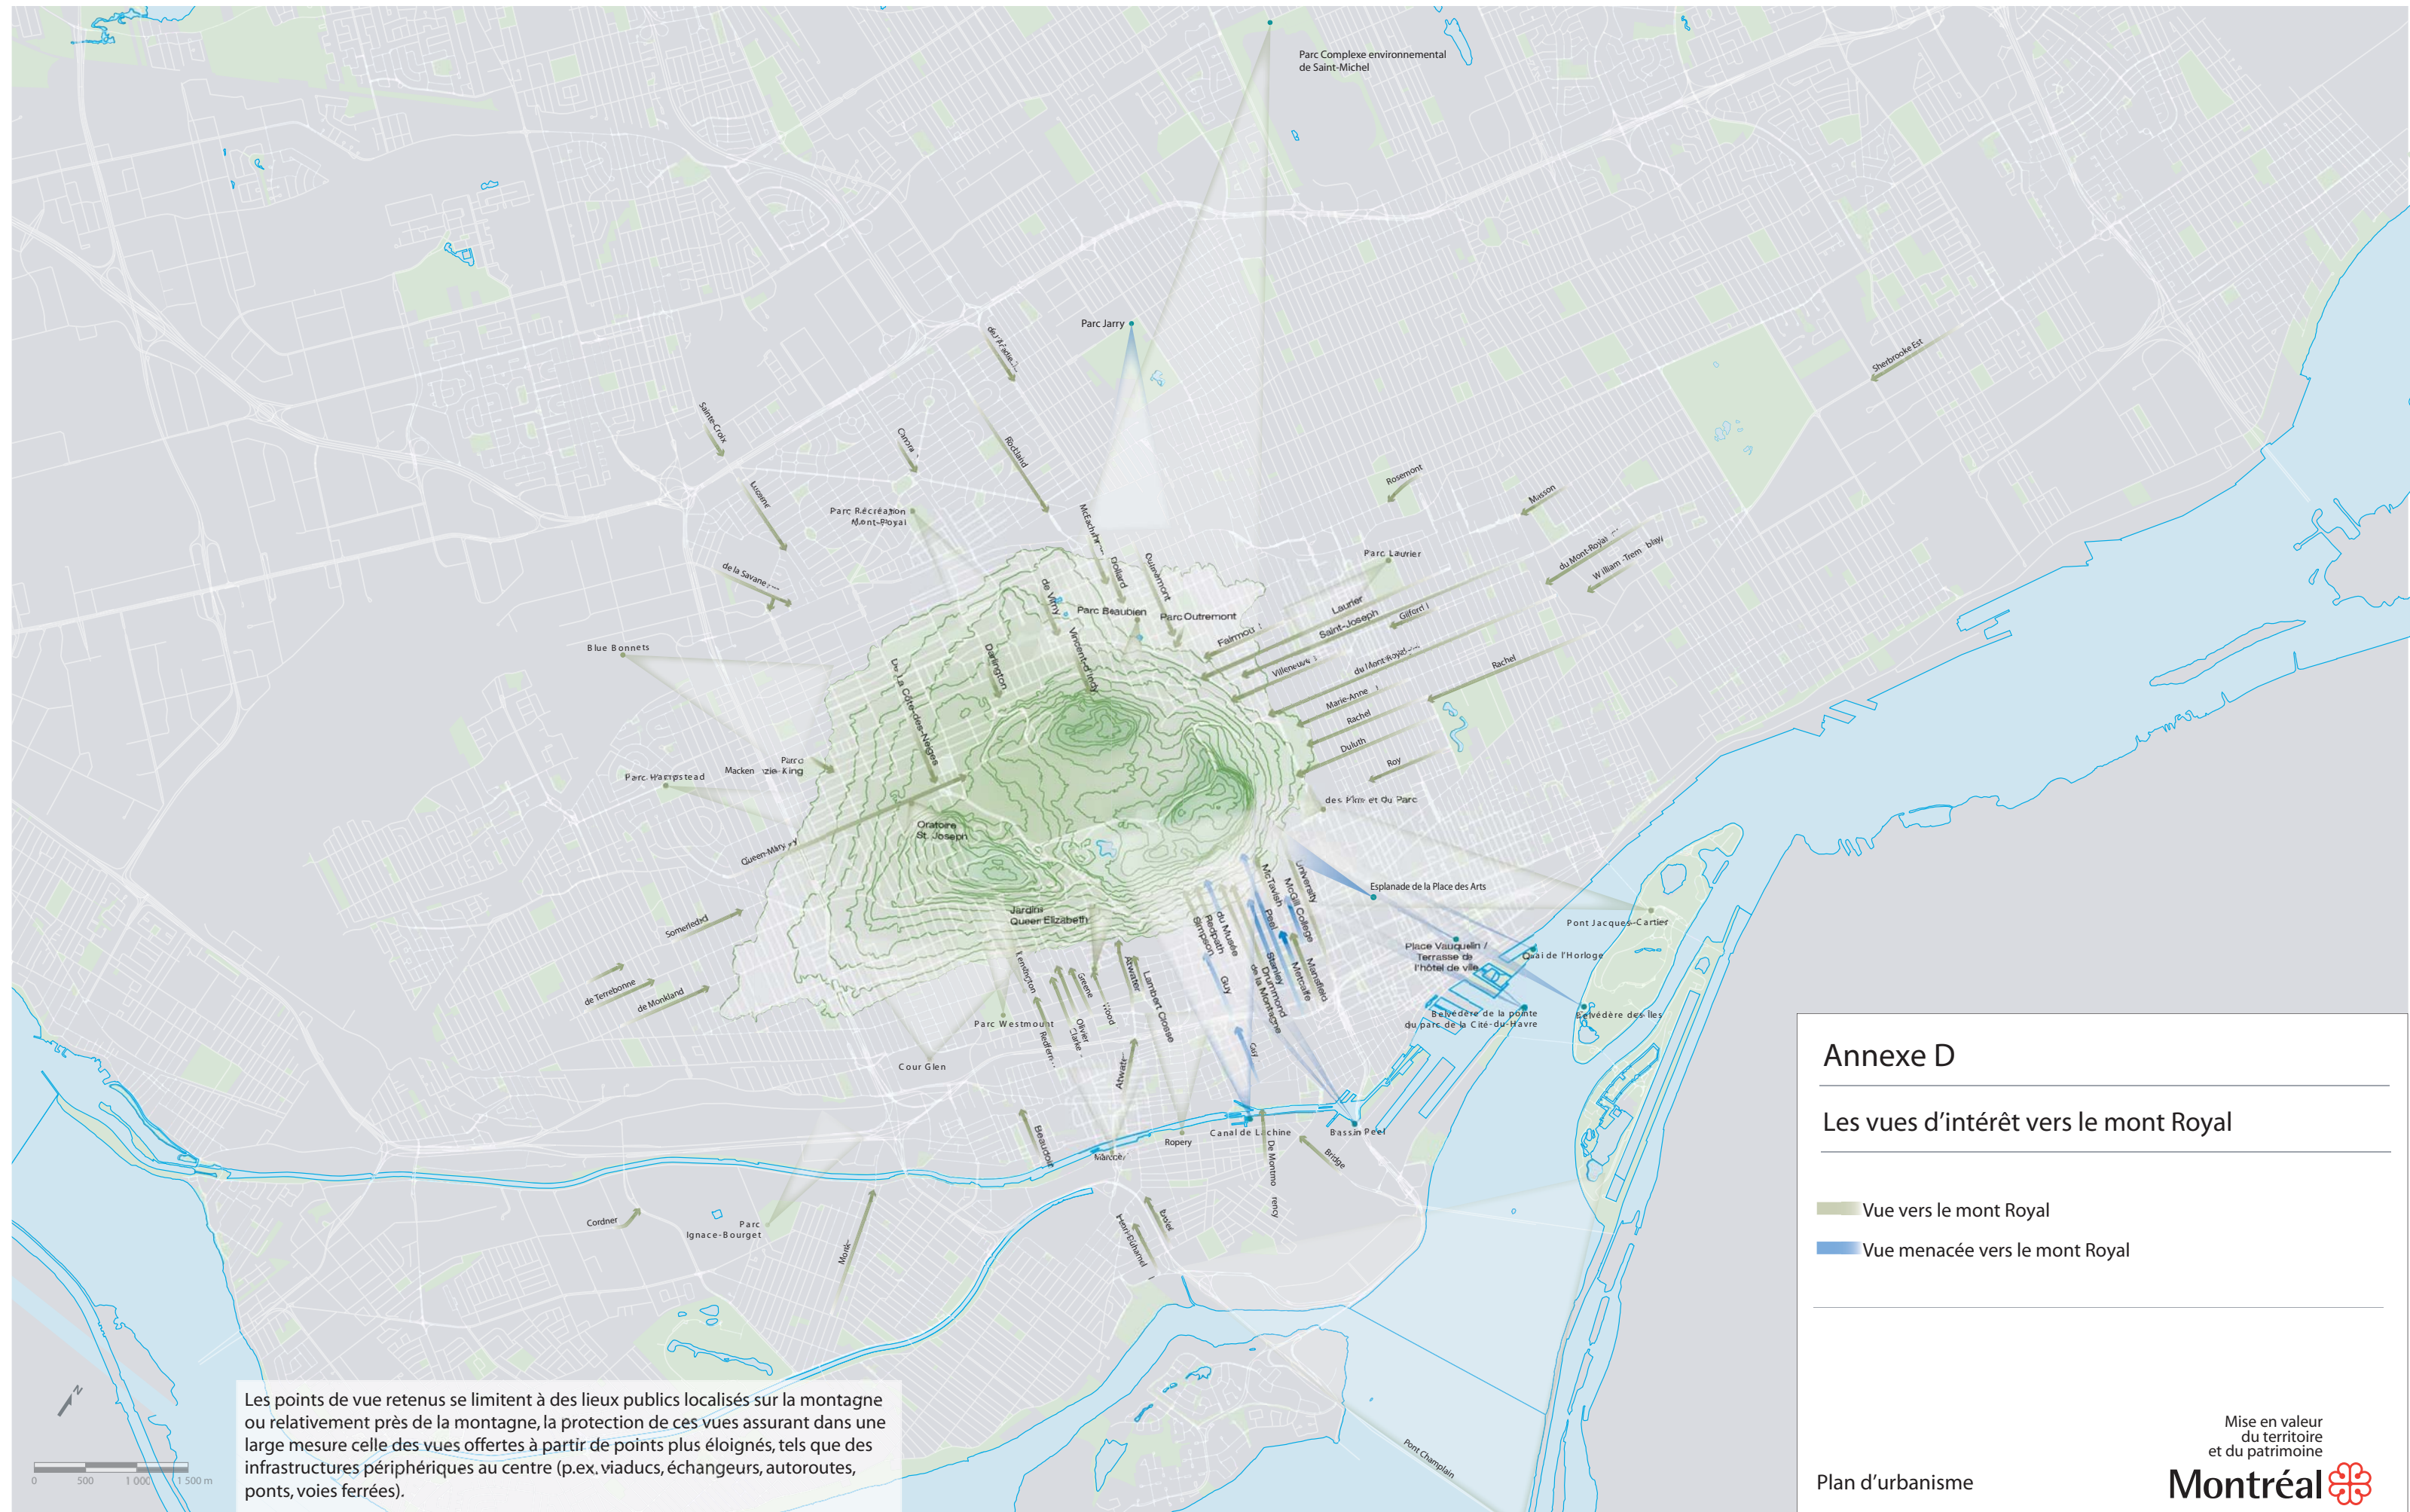 Parc Complexe environnemental
de Saint-Michel
Parc Jarry
de l'Acadie
Sherbrooke Est
Sainte-Croix
Rockland
Rosemont
Lucerne
Masson
Parc Récréation
Mont-Royal
McEachran
du Mont-Royal
Parc Laurier
William-Tremblay
de la Savane
Dollard
Outremont
de Vimy
Parc Beaubien
Parc Outremont
Laurier
Gilford
Saint-Joseph
Fairmou
Blue Bonnets
Vincent-d'Indy
Darlington
Villeneuve
du Mont-Royal
Rachel
De La Côte-des-Neiges
Marie-Anne
Rachel
Duluth
Roy
Parc
Mackenzie-King
Parc Hampstead
des Pins et du Parc
Oratoire
St. Joseph
Queen-Mary
Esplanade de la Place des Arts
University
McGill College
McTavish
Peel
Jardins
Queen Elizabeth
du Musée
Redpath
Simpson
Somerled
Pont Jacques-Cartier
Place Vauquelin /
Terrasse de
l'hôtel de ville
Quai de l'Horloge
Mansfield
Metcalfe
Stanley
Drummond
de la Montagne
Guy
Atwater
Lambert Closse
Lansdowne
Greene
Wood
Olivier
Clarke
Redfern
de Terrebonne
de Monkland
Parc Westmount
Belvédère de la pointe
du parc de la Cité-du-Havre
Belvédère des Îles
Cour Glen
Guy
Atwater
Beaudoin
Canal de Lachine
Bassin Peel
Ropery
Bridge
De Montmorency
Cordner
Parc
Ignace-Bourget
Monk
Henri-Duhamel
Pont Champlain
Annexe D
Les vues d'intérêt vers le mont Royal
Vue vers le mont Royal
Vue menacée vers le mont Royal
Mise en valeur
du territoire
et du patrimoine
Plan d'urbanisme
Montréal
N
0 500 1 000 1 500 m
Les points de vue retenus se limitent à des lieux publics localisés sur la montagne
ou relativement près de la montagne, la protection de ces vues assurant dans une
large mesure celle des vues offertes à partir de points plus éloignés, tels que des
infrastructures périphériques au centre (p.ex. viaducs, échangeurs, autoroutes,
ponts, voies ferrées).